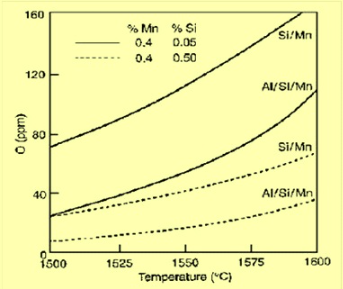 160
% Mn % Si
0.4 0.05
0.4 0.50
Si/Mn
120
Al/Si/Mn
80
Si/Mn
40
Al/Si/Mn
0
O (ppm)
1500 1525 1550 1575 1600
Temperature (°C)